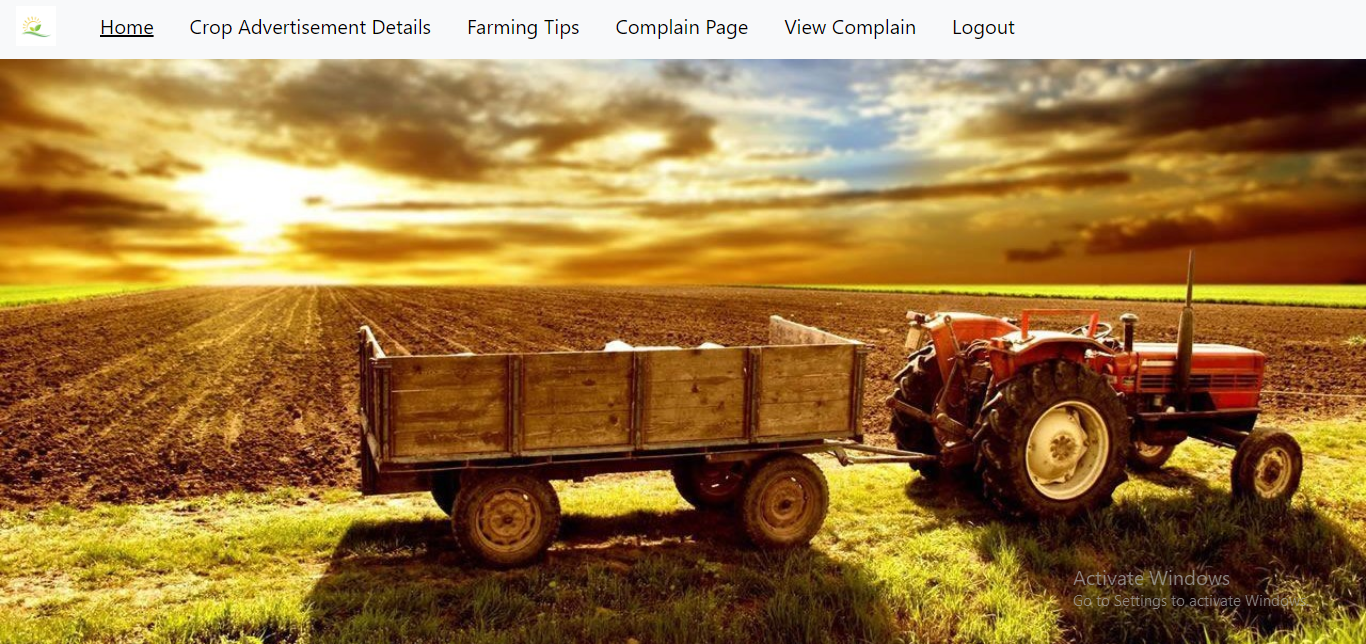 Home Crop Advertisement Details Farming Tips Complain Page View Complain Logout
Activate Windows
Go to Settings to activate Windows.